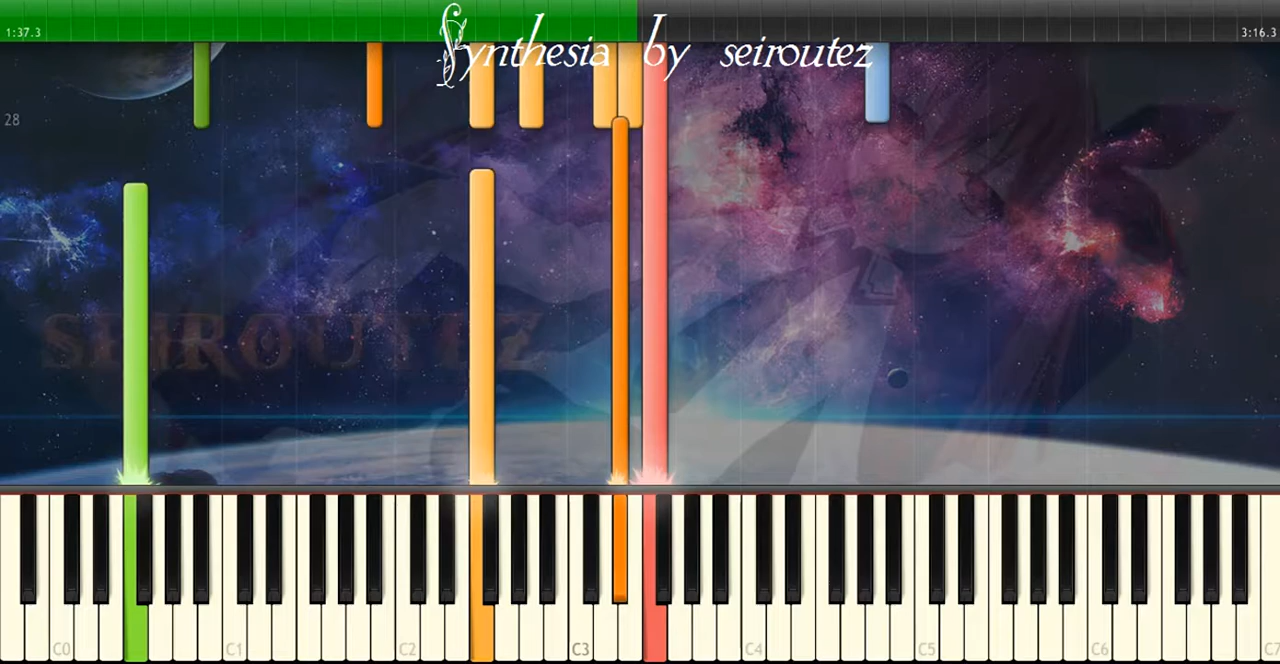 Synthesia by seiroutez
1:37.3
3:16.3
28
SEIROUTEZ
C0 C1 C2 C3 C4 C5 C6 C7